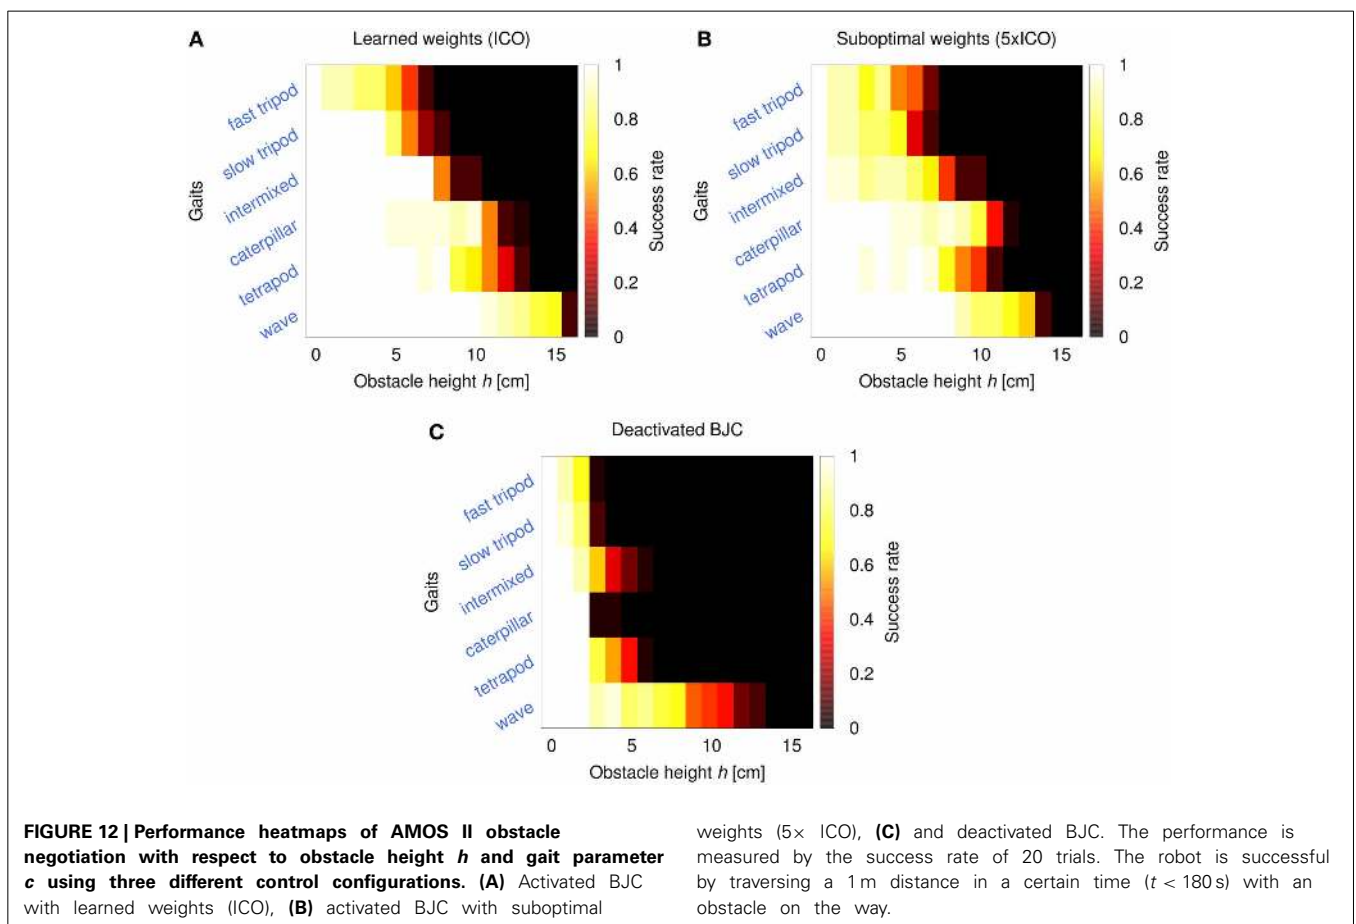 A
Learned weights (ICO)
fast tripod
slow tripod
intermixed
caterpillar
tetrapod
wave
Gaits
0 5 10 15
Obstacle height h [cm]
1
0.8
0.6
0.4
0.2
0
Success rate
B
Suboptimal weights (5xICO)
fast tripod
slow tripod
intermixed
caterpillar
tetrapod
wave
Gaits
0 5 10 15
Obstacle height h [cm]
1
0.8
0.6
0.4
0.2
0
Success rate
C
Deactivated BJC
fast tripod
slow tripod
intermixed
caterpillar
tetrapod
wave
Gaits
0 5 10 15
Obstacle height h [cm]
1
0.8
0.6
0.4
0.2
0
Success rate
FIGURE 12 | Performance heatmaps of AMOS II obstacle
negotiation with respect to obstacle height h and gait parameter
c using three different control configurations. (A) Activated BJC
with learned weights (ICO), (B) activated BJC with suboptimal
weights (5× ICO), (C) and deactivated BJC. The performance is
measured by the success rate of 20 trials. The robot is successful
by traversing a 1 m distance in a certain time (t < 180 s) with an
obstacle on the way.